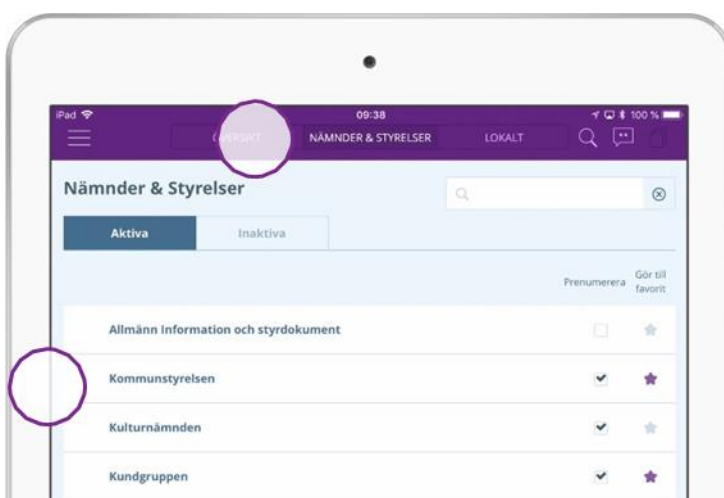 iPad 09:38 100 %
ÖVERSIKT NÄMNDER & STYRELSER LOKALT
Nämnder & Styrelser
Aktiva Inaktiva
Prenumerera Gör till favorit
Allmänn Information och styrdokument
Kommunstyrelsen
Kulturnämnden
Kundgruppen